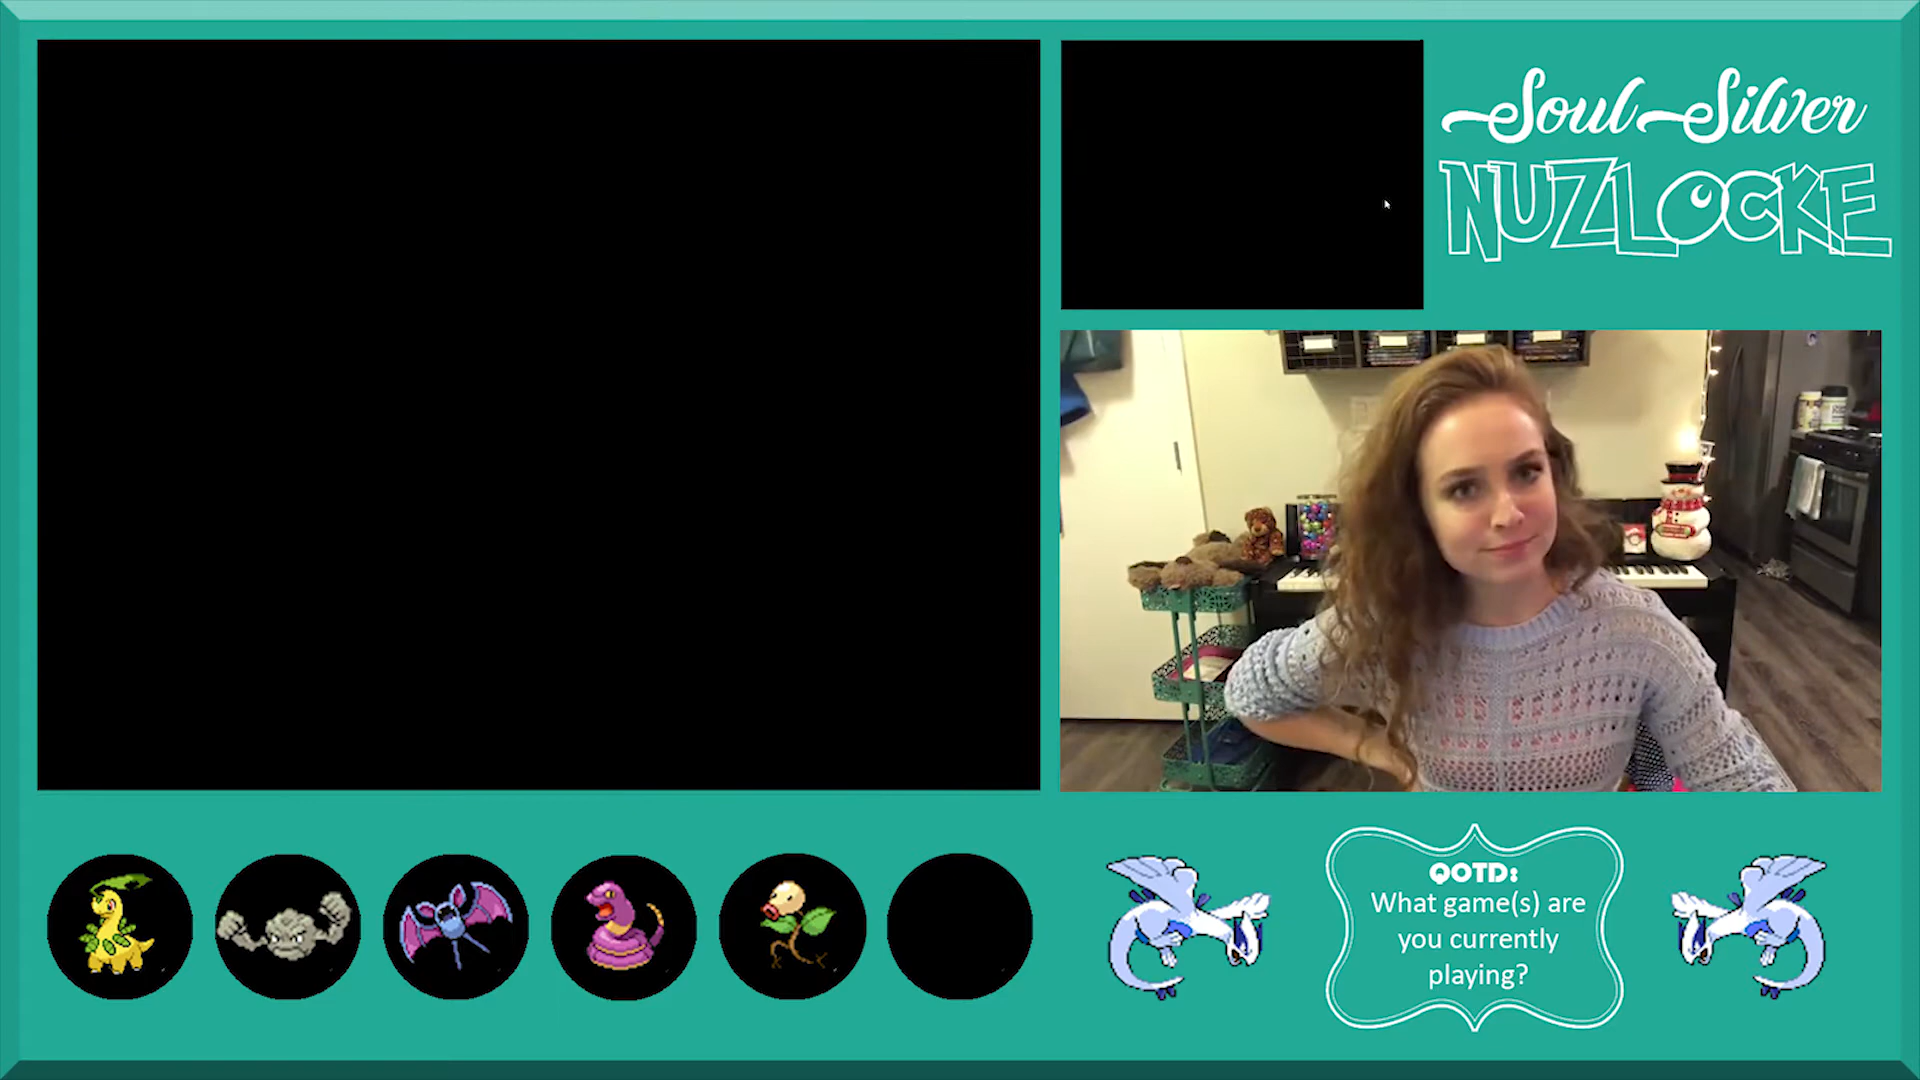 Soul Silver
NUZLOCKE
QOTD:
What game(s) are
you currently
playing?